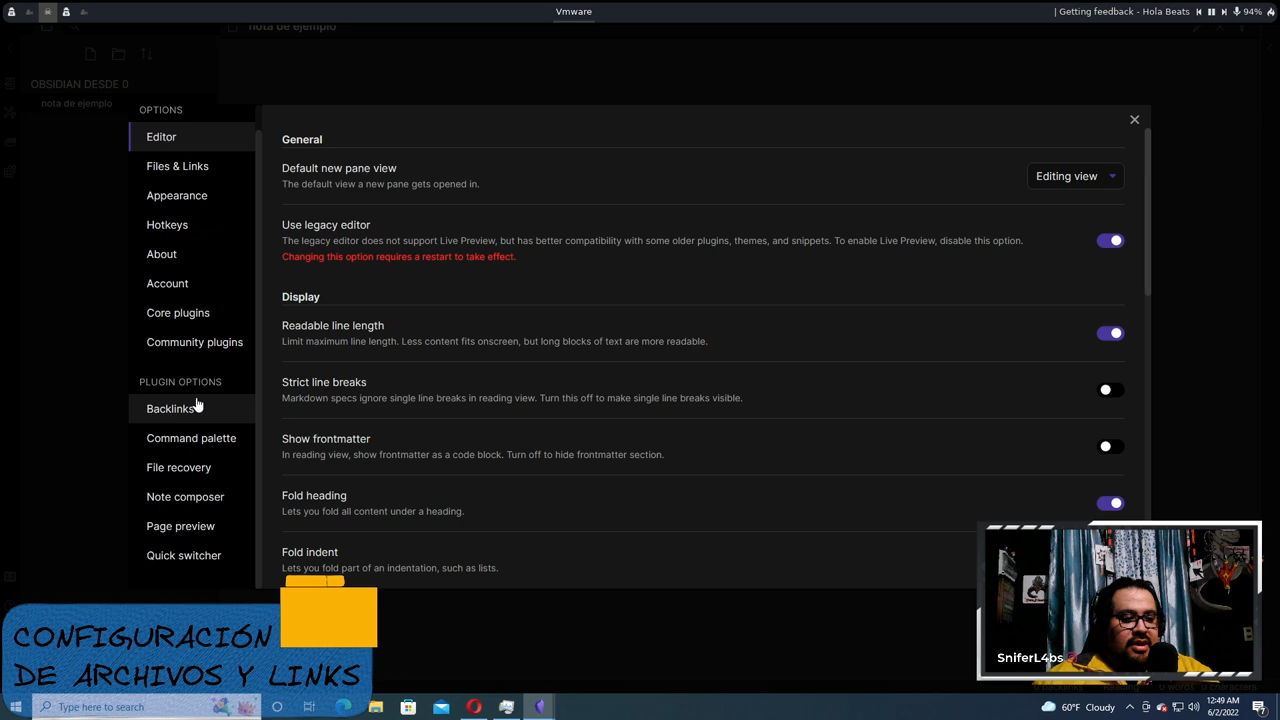 Vmware
| Getting feedback - Hola Beats
94%
nota de ejemplo
OBSIDIAN DESDE 0
nota de ejemplo
OPTIONS
Editor
Files & Links
Appearance
Hotkeys
About
Account
Core plugins
Community plugins
PLUGIN OPTIONS
Backlinks
Command palette
File recovery
Note composer
Page preview
Quick switcher
General
Default new pane view
The default view a new pane gets opened in.
Editing view
Use legacy editor
The legacy editor does not support Live Preview, but has better compatibility with some older plugins, themes, and snippets. To enable Live Preview, disable this option.
Changing this option requires a restart to take effect.
Display
Readable line length
Limit maximum line length. Less content fits onscreen, but long blocks of text are more readable.
Strict line breaks
Markdown specs ignore single line breaks in reading view. Turn this off to make single line breaks visible.
Show frontmatter
In reading view, show frontmatter as a code block. Turn off to hide frontmatter section.
Fold heading
Lets you fold all content under a heading.
Fold indent
Lets you fold part of an indentation, such as lists.
SniferL4bs
CONFIGURACIÓN
DE ARCHIVOS Y LINKS
0 backlinks
0 words
0 characters
Type here to search
60°F Cloudy
12:49 AM
6/2/2022